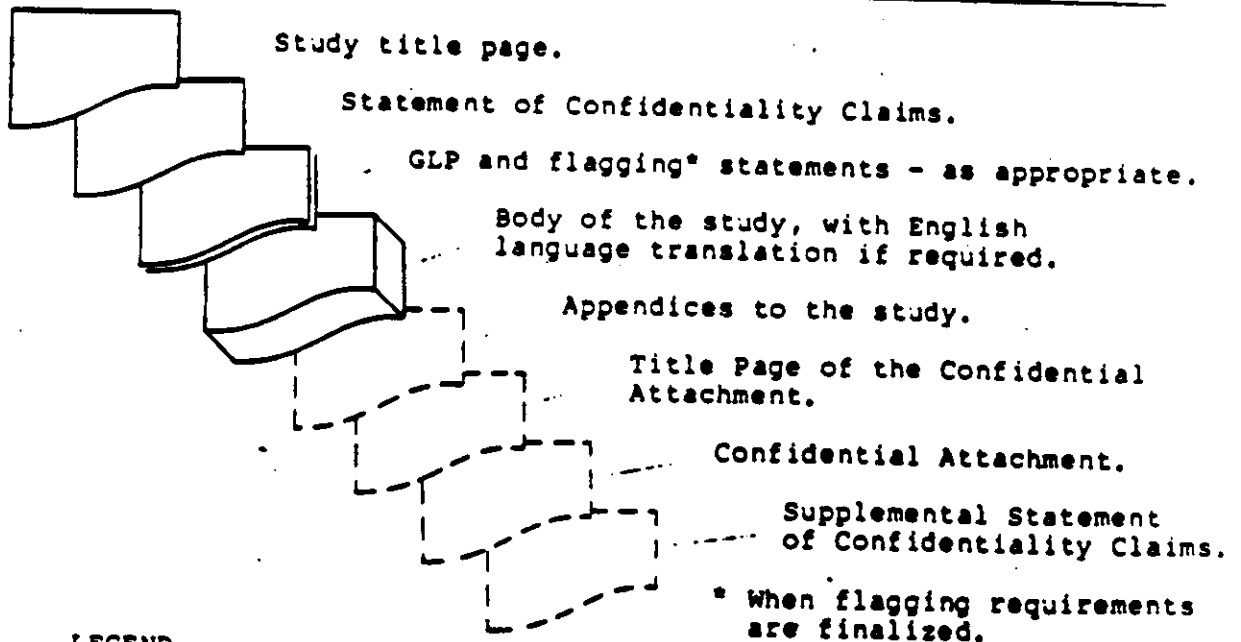 Study title page.
Statement of Confidentiality Claims.
GLP and flagging* statements - as appropriate.
Body of the study, with English
language translation if required.
Appendices to the study.
Title Page of the Confidential
Attachment.
Confidential Attachment.
Supplemental Statement
of Confidentiality Claims.
* When flagging requirements
are finalized.
LEGEND